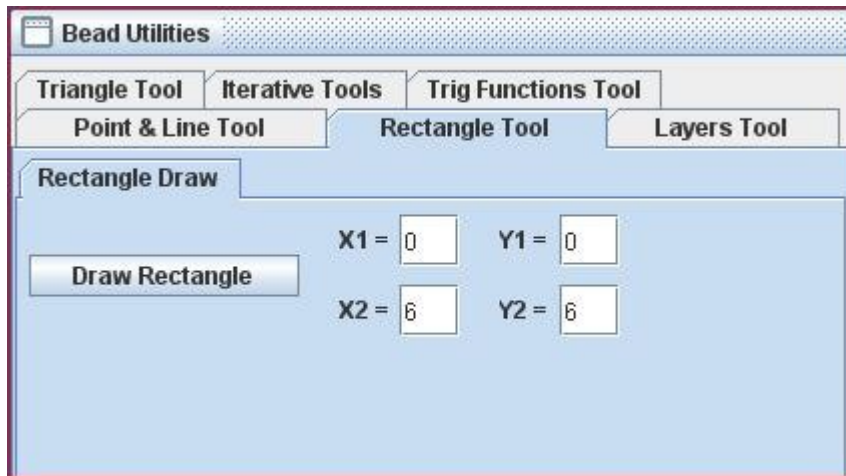 Bead Utilities
Triangle Tool Iterative Tools Trig Functions Tool
Point & Line Tool Rectangle Tool Layers Tool
Rectangle Draw
X1 = 0 Y1 = 0
Draw Rectangle
X2 = 6 Y2 = 6